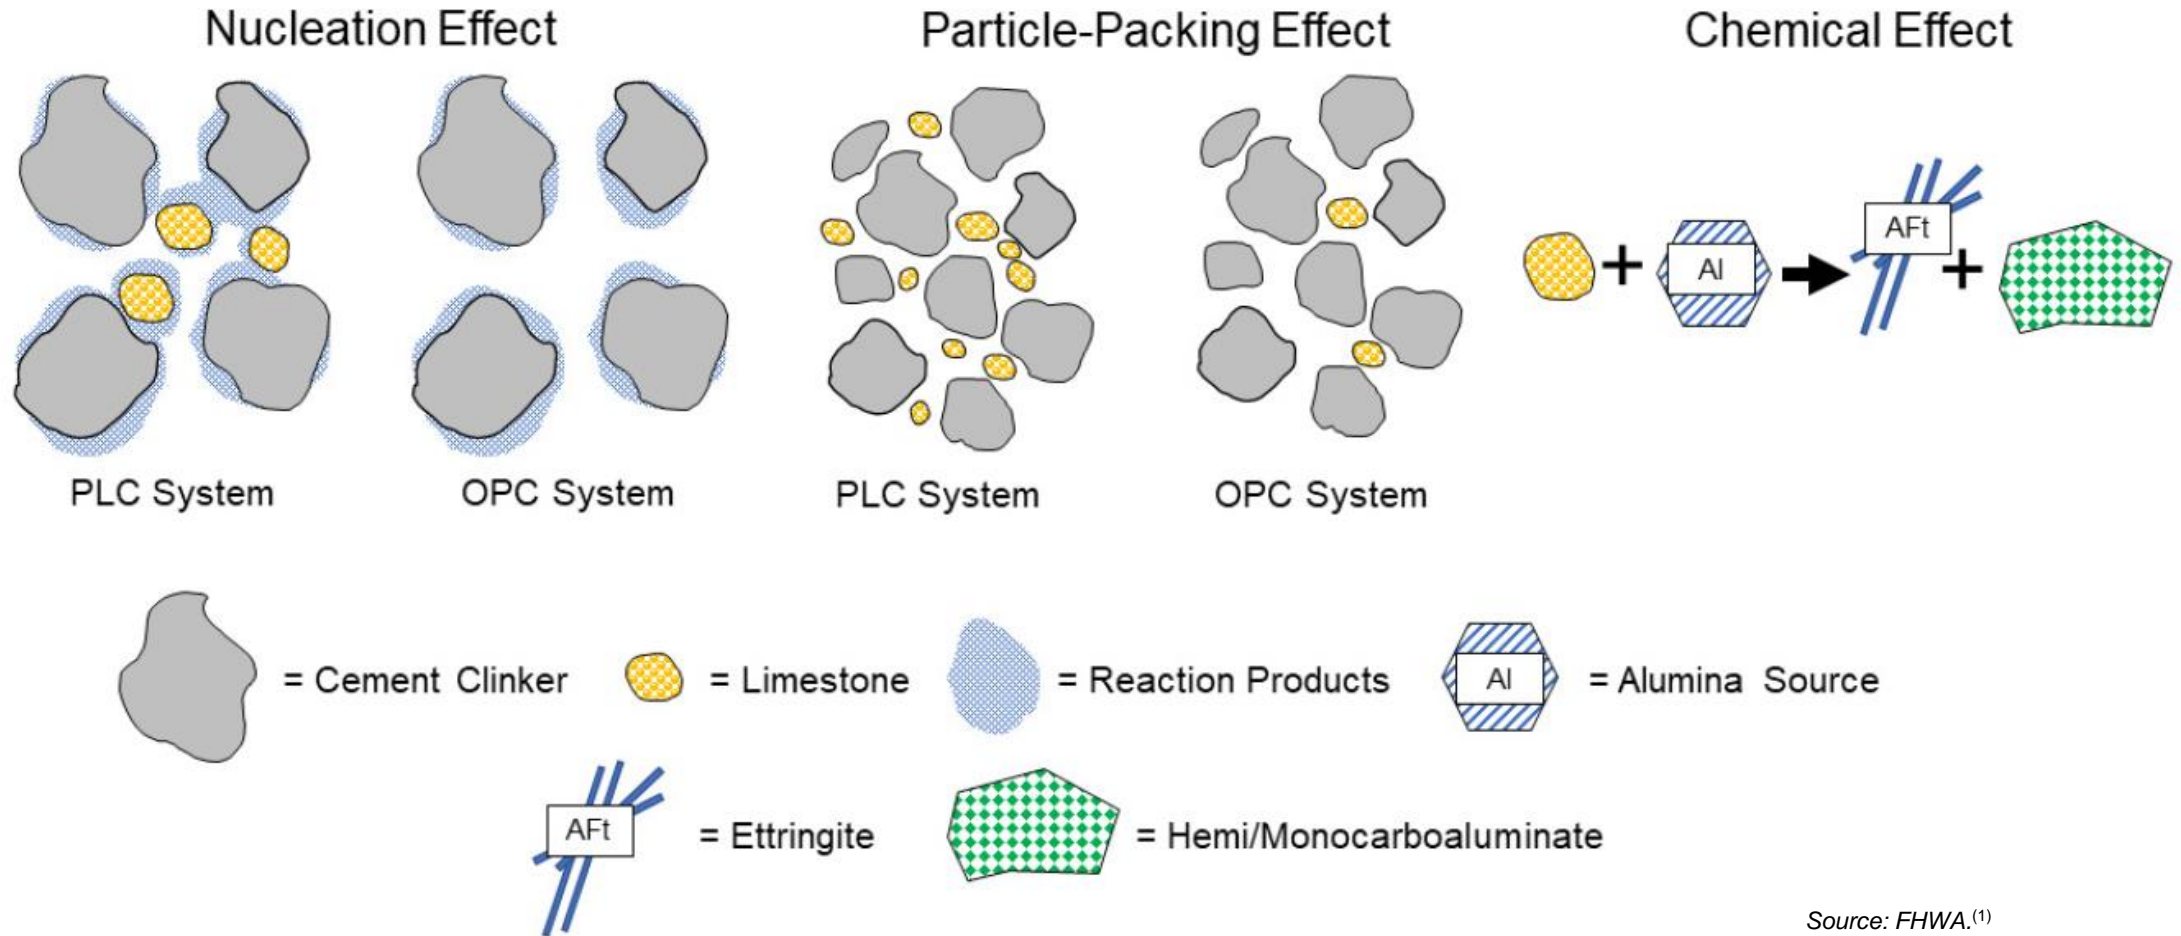 Nucleation Effect
Particle-Packing Effect
Chemical Effect
Al
+
AFt
+
PLC System
OPC System
PLC System
OPC System
= Cement Clinker
= Limestone
= Reaction Products
Al
= Alumina Source
AFt
= Ettringite
= Hemi/Monocarboaluminate
Source: FHWA.(1)